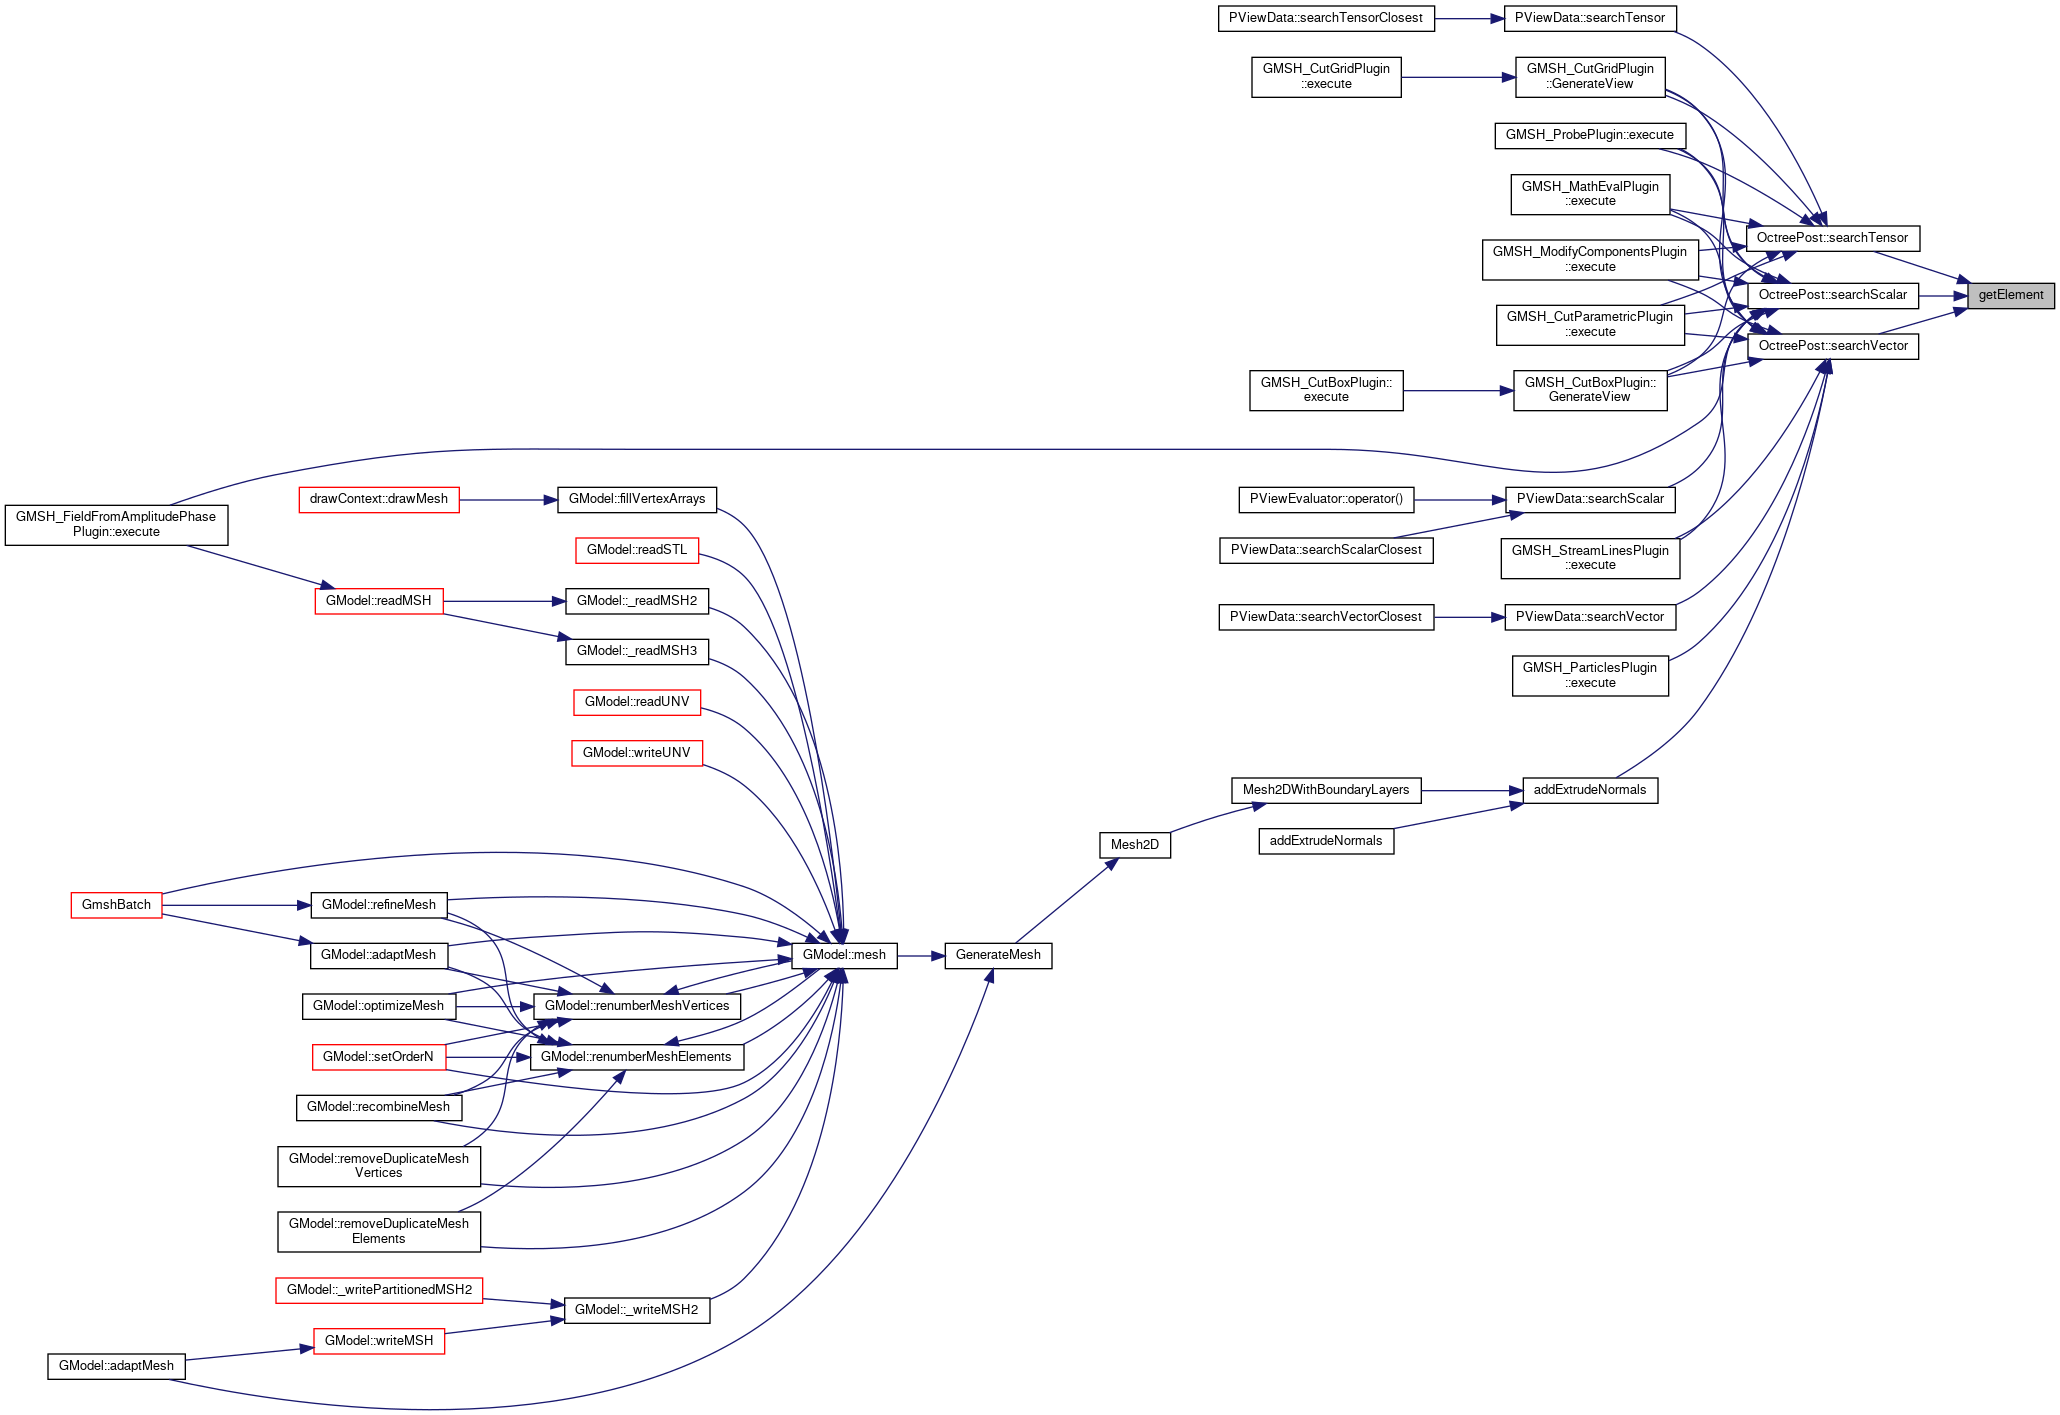 PViewData::searchTensorClosest
PViewData::searchTensor
GMSH_CutGridPlugin
::execute
GMSH_CutGridPlugin
::GenerateView
GMSH_ProbePlugin::execute
GMSH_MathEvalPlugin
::execute
OctreePost::searchTensor
GMSH_ModifyComponentsPlugin
::execute
OctreePost::searchScalar
getElement
GMSH_CutParametricPlugin
::execute
OctreePost::searchVector
GMSH_CutBoxPlugin::
execute
GMSH_CutBoxPlugin::
GenerateView
drawContext::drawMesh
GModel::fillVertexArrays
PViewEvaluator::operator()
PViewData::searchScalar
GMSH_FieldFromAmplitudePhase
Plugin::execute
GModel::readSTL
PViewData::searchScalarClosest
GMSH_StreamLinesPlugin
::execute
GModel::readMSH
GModel::_readMSH2
PViewData::searchVectorClosest
PViewData::searchVector
GModel::_readMSH3
GMSH_ParticlesPlugin
::execute
GModel::readUNV
GModel::writeUNV
Mesh2DWithBoundaryLayers
addExtrudeNormals
Mesh2D
addExtrudeNormals
GmshBatch
GModel::refineMesh
GModel::adaptMesh
GModel::mesh
GenerateMesh
GModel::optimizeMesh
GModel::renumberMeshVertices
GModel::setOrderN
GModel::renumberMeshElements
GModel::recombineMesh
GModel::removeDuplicateMesh
Vertices
GModel::removeDuplicateMesh
Elements
GModel::_writePartitionedMSH2
GModel::_writeMSH2
GModel::writeMSH
GModel::adaptMesh